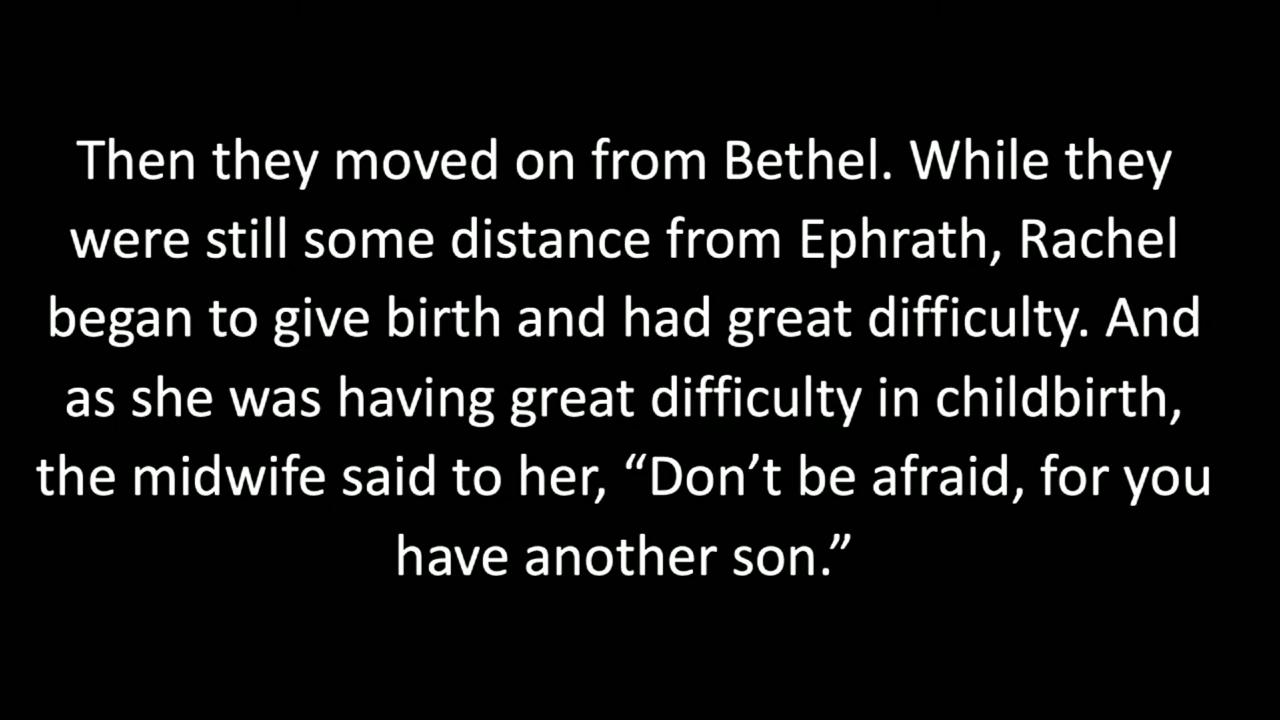 Then they moved on from Bethel. While they
were still some distance from Ephrath, Rachel
began to give birth and had great difficulty. And
as she was having great difficulty in childbirth,
the midwife said to her, “Don’t be afraid, for you
have another son.”